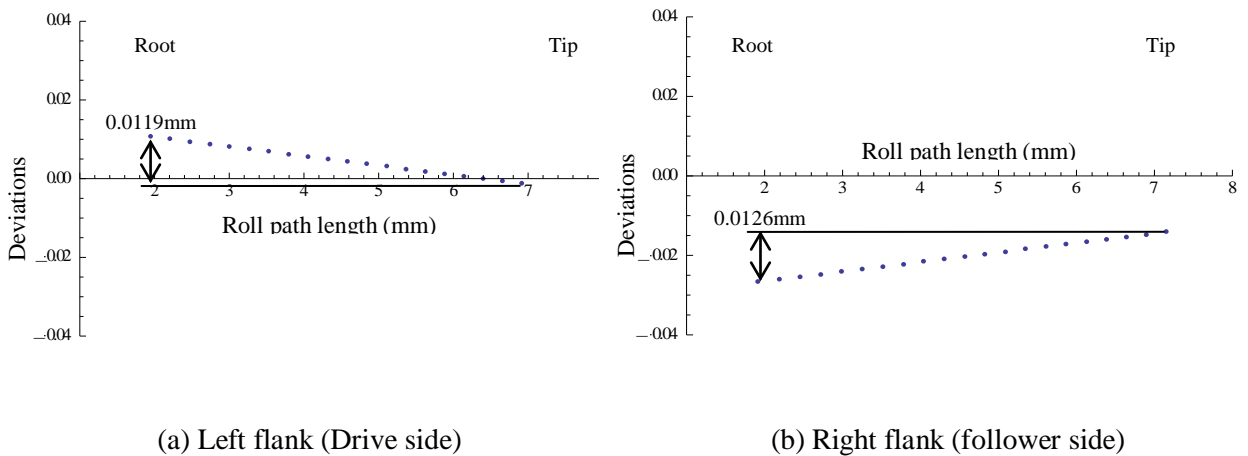 0.04
Root
Tip
0.02
0.0119mm
0.00
2 3 4 5 6 7
Roll path length (mm)
Deviations
−0.02
−0.04
(a) Left flank (Drive side)
0.04
Root
Tip
0.02
Roll path length (mm)
0.00
2 3 4 5 6 7 8
0.0126mm
Deviations
−0.02
−0.04
(b) Right flank (follower side)